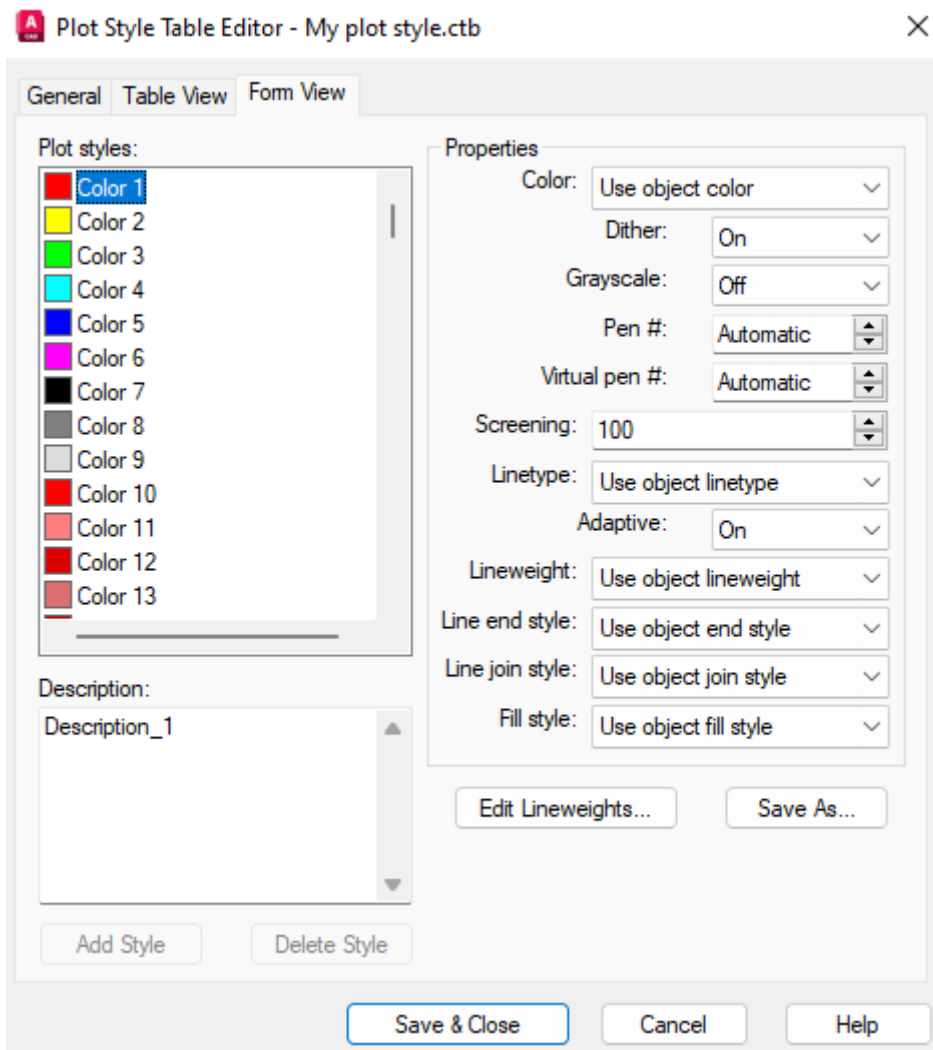 A
CAD
Plot Style Table Editor - My plot style.ctb
General Table View Form View
Plot styles:
Color 1
Color 2
Color 3
Color 4
Color 5
Color 6
Color 7
Color 8
Color 9
Color 10
Color 11
Color 12
Color 13
Description:
Description_1
Add Style Delete Style
Properties
Color: Use object color
Dither: On
Grayscale: Off
Pen #: Automatic
Virtual pen #: Automatic
Screening: 100
Linetype: Use object linetype
Adaptive: On
Lineweight: Use object lineweight
Line end style: Use object end style
Line join style: Use object join style
Fill style: Use object fill style
Edit Lineweights... Save As...
Save & Close Cancel Help